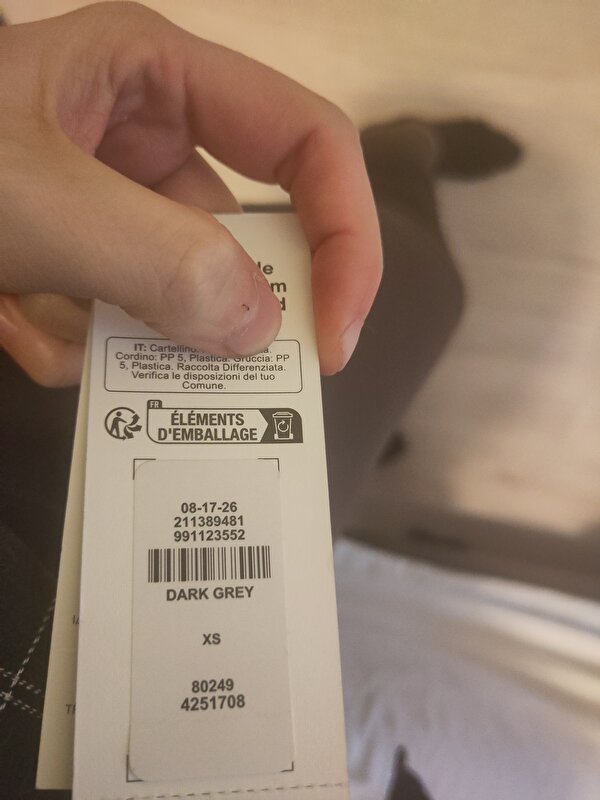 IT: Cartellino:
Cordino: PP 5, Plastica. Gruccia: PP
5, Plastica. Raccolta Differenziata.
Verifica le disposizioni del tuo
Comune.
FR
ÉLÉMENTS
D'EMBALLAGE
08-17-26
211389481
991123552
DARK GREY
XS
80249
4251708